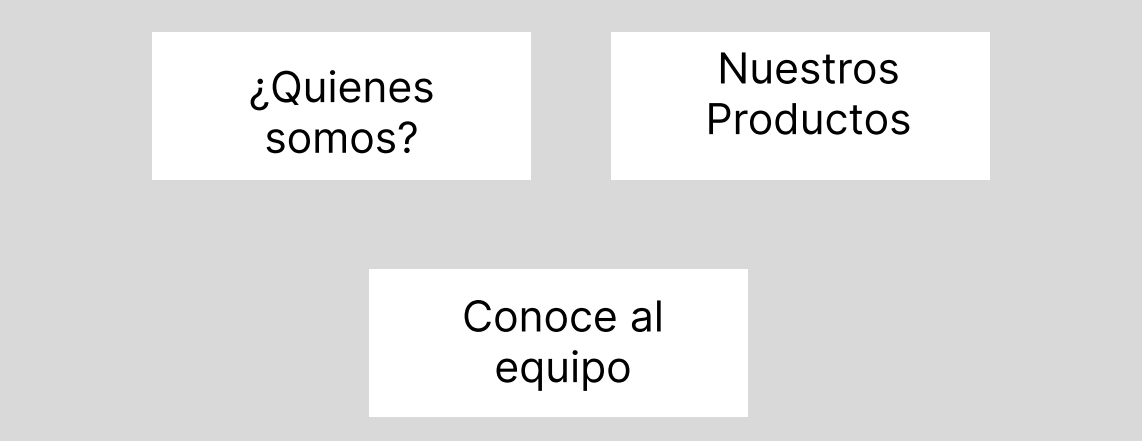 ¿Quienes
somos?
Nuestros
Productos
Conoce al
equipo